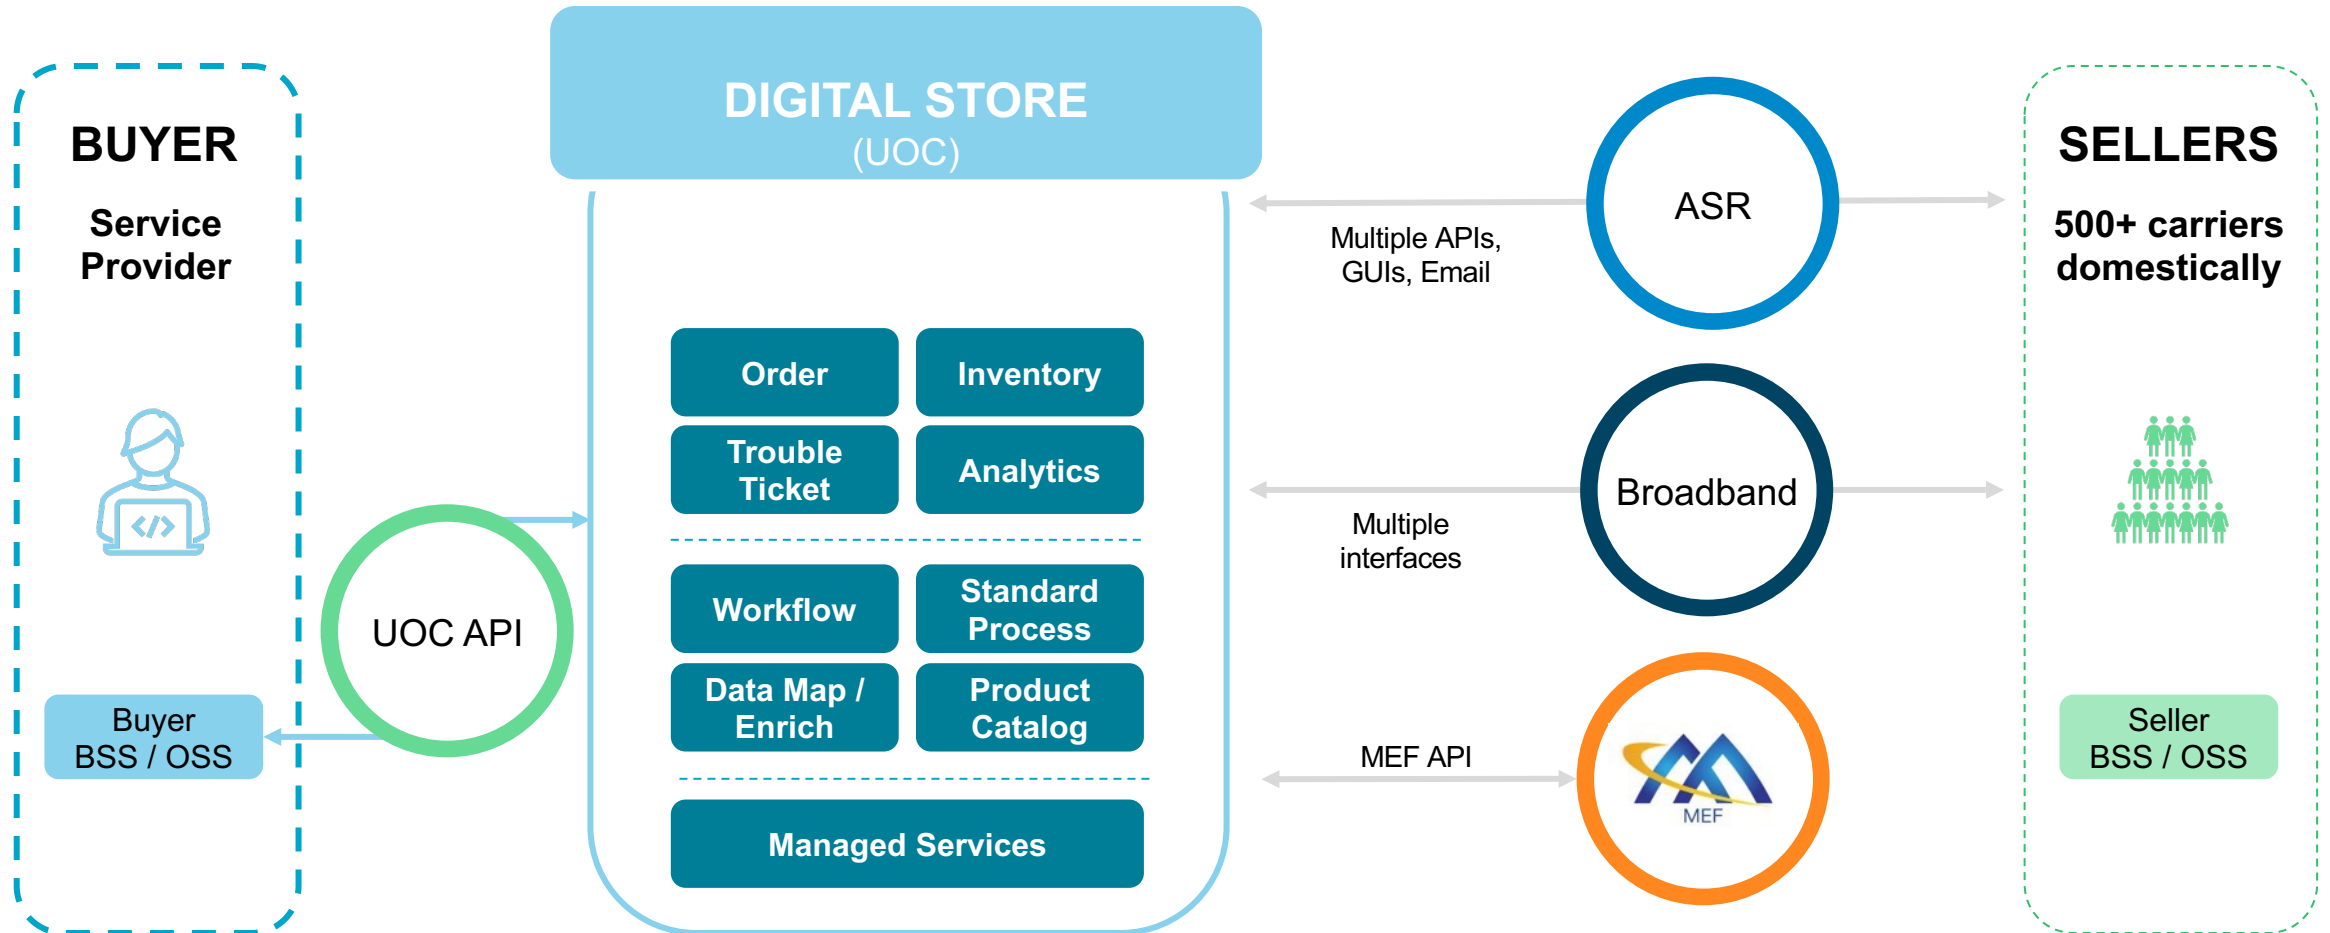 BUYER
Service
Provider
Buyer
BSS / OSS
UOC API
DIGITAL STORE
(UOC)
Order
Inventory
Trouble
Ticket
Analytics
Workflow
Standard
Process
Data Map /
Enrich
Product
Catalog
Managed Services
Multiple APIs,
GUIs, Email
ASR
Multiple
interfaces
Broadband
MEF API
MEF
SELLERS
500+ carriers
domestically
</>
Seller
BSS / OSS